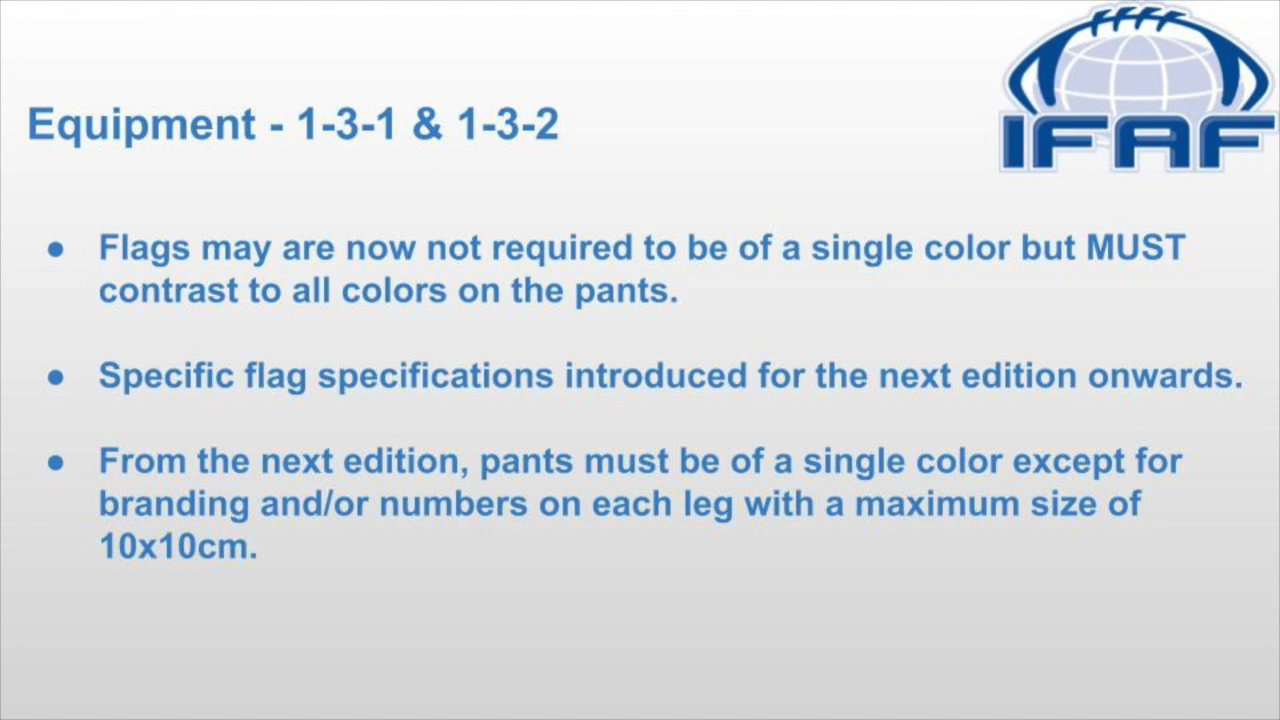 IFAF
Equipment - 1-3-1 & 1-3-2
● Flags may are now not required to be of a single color but MUST
contrast to all colors on the pants.
● Specific flag specifications introduced for the next edition onwards.
● From the next edition, pants must be of a single color except for
branding and/or numbers on each leg with a maximum size of
10x10cm.